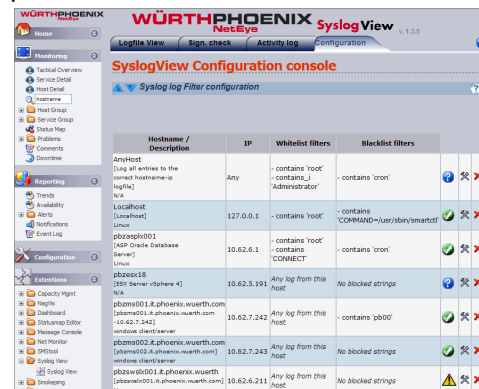 WÜRTHPHOENIX
NetEye
Home
Monitoring
Tactical Overview
Service Detail
Host Detail
hostname
Host Group
Service Group
Status Map
Problems
Comments
Downtime
Reporting
Trends
Availability
Alerts
Notifications
Event Log
Configuration
Extentions
Capacity Mgmt
NagVis
Dashboard
Statusmap Editor
Message Console
Net Monitor
SMStool
Syslog View
Syslog View
Smokeping
WÜRTHPHOENIX SyslogView v. 1.3.5
NetEye
Logfile View Sign. check Activity log Configuration
SyslogView Configuration console
Syslog log Filter configuration
Hostname / Description IP Whitelist filters Blacklist filters
AnyHost
[Log all entries to the
correct hostname-ip
logfile]
N/A
Any
- contains 'root'
- contains_i
'Administrator'
- contains 'cron'
Localhost
[Localhost]
Linux
127.0.0.1
- contains 'root'
- contains
'COMMAND=/usr/sbin/smartctl'
pbzasplx001
[ASP Oracle Database
Server]
Linux
10.62.6.1
- contains 'root'
- contains
'CONNECT'
- contains 'cron'
pbzesx18
[ESX Server vSphere 4]
N/A
10.62.5.191
Any log from this
host
No blocked strings
pbzms001.it.phoenix.wuerth.com
[pbzms001.it.phoenix.wuerth.com
-10.62.7.242]
windows client/server
10.62.7.242
Any log from this
host
- contains 'pb00'
pbzms002.it.phoenix.wuerth.com
[pbzms002.it.phoenix.wuerth.com]
windows client/server
10.62.7.243
Any log from this
host
No blocked strings
pbzswslx001.it.phoenix.wuerth
[pbzswslx001.it.phoenix.wuerth.com]
10.62.6.211
Any log from this
host
No blocked strings